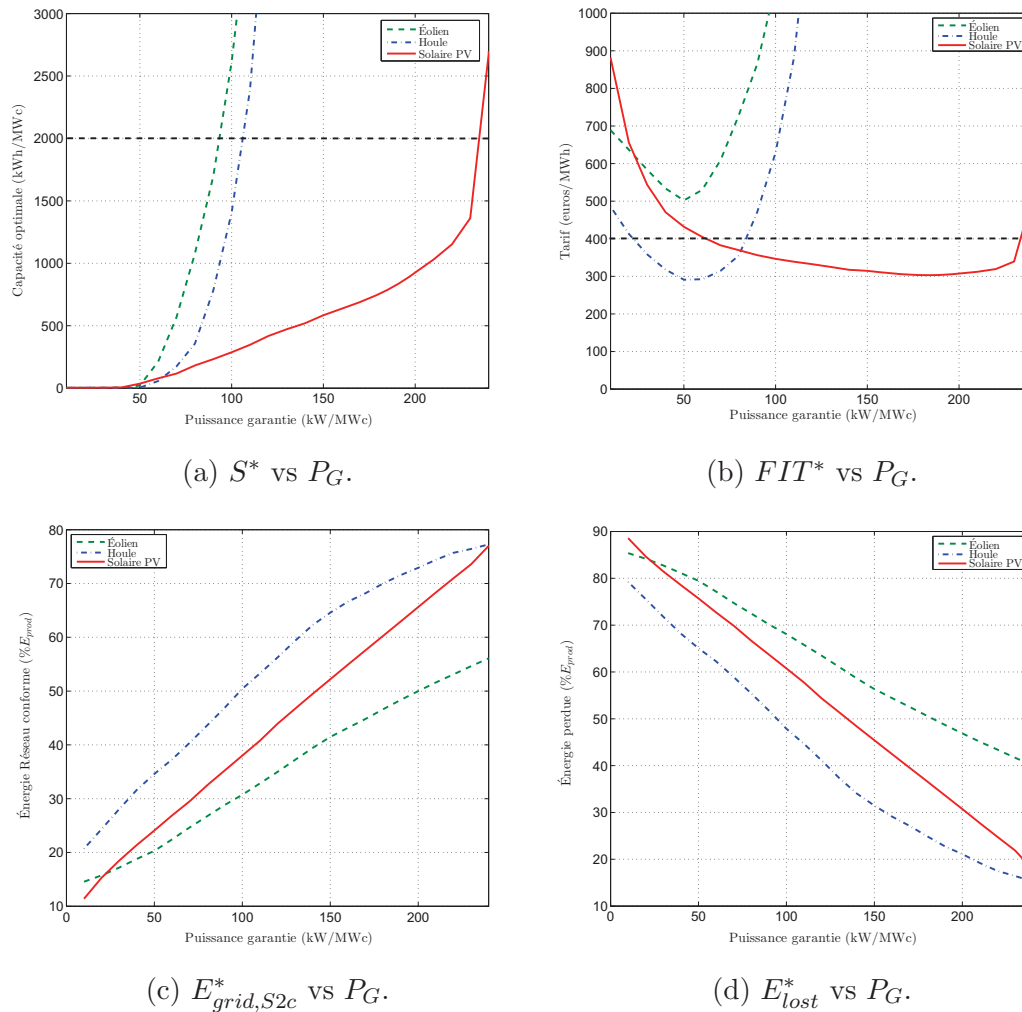 3000
2500
2000
1500
1000
500
0
50
100
150
200
Capacité optimale (kWh/MWc)
Puissance garantie (kW/MWc)
Éolien
Houle
Solaire PV
(a) S* vs P_G.
1000
900
800
700
600
500
400
300
200
100
0
50
100
150
200
Tarif (euros/MWh)
Puissance garantie (kW/MWc)
Éolien
Houle
Solaire PV
(b) FIT* vs P_G.
80
70
60
50
40
30
20
10
0
50
100
150
200
Énergie Réseau conforme (%E_prod)
Puissance garantie (kW/MWc)
Éolien
Houle
Solaire PV
(c) E*_grid,S2c vs P_G.
90
80
70
60
50
40
30
20
10
0
50
100
150
200
Énergie perdue (%E_prod)
Puissance garantie (kW/MWc)
Éolien
Houle
Solaire PV
(d) E*_lost vs P_G.